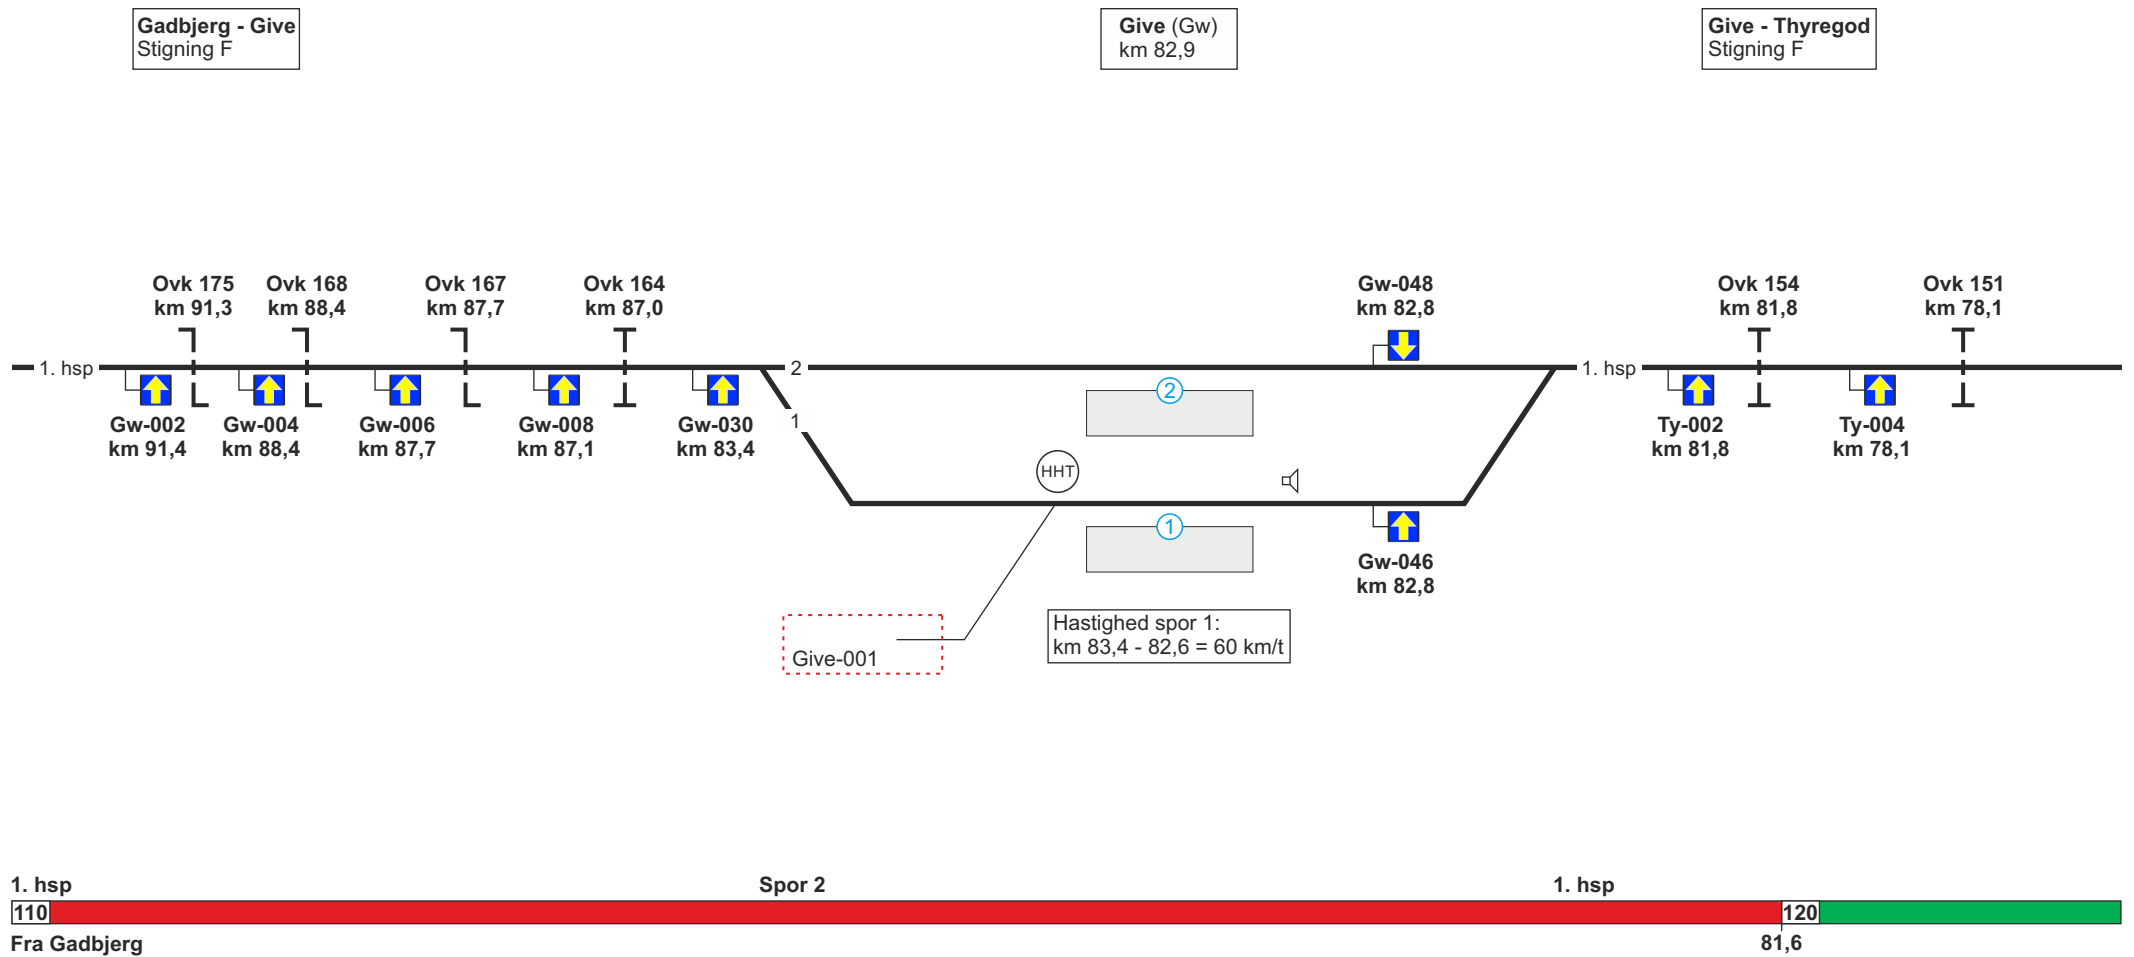 Gadbjerg - Give
Stigning F
Give (Gw)
km 82,9
Give - Thyregod
Stigning F
Ovk 175
km 91,3
Ovk 168
km 88,4
Ovk 167
km 87,7
Ovk 164
km 87,0
Gw-048
km 82,8
Ovk 154
km 81,8
Ovk 151
km 78,1
1. hsp
2
1. hsp
Gw-002
km 91,4
Gw-004
km 88,4
Gw-006
km 87,7
Gw-008
km 87,1
Gw-030
km 83,4
1
2
Ty-002
km 81,8
Ty-004
km 78,1
HHT
1
Gw-046
km 82,8
Give-001
Hastighed spor 1:
km 83,4 - 82,6 = 60 km/t
1. hsp
Spor 2
1. hsp
110
120
Fra Gadbjerg
81,6